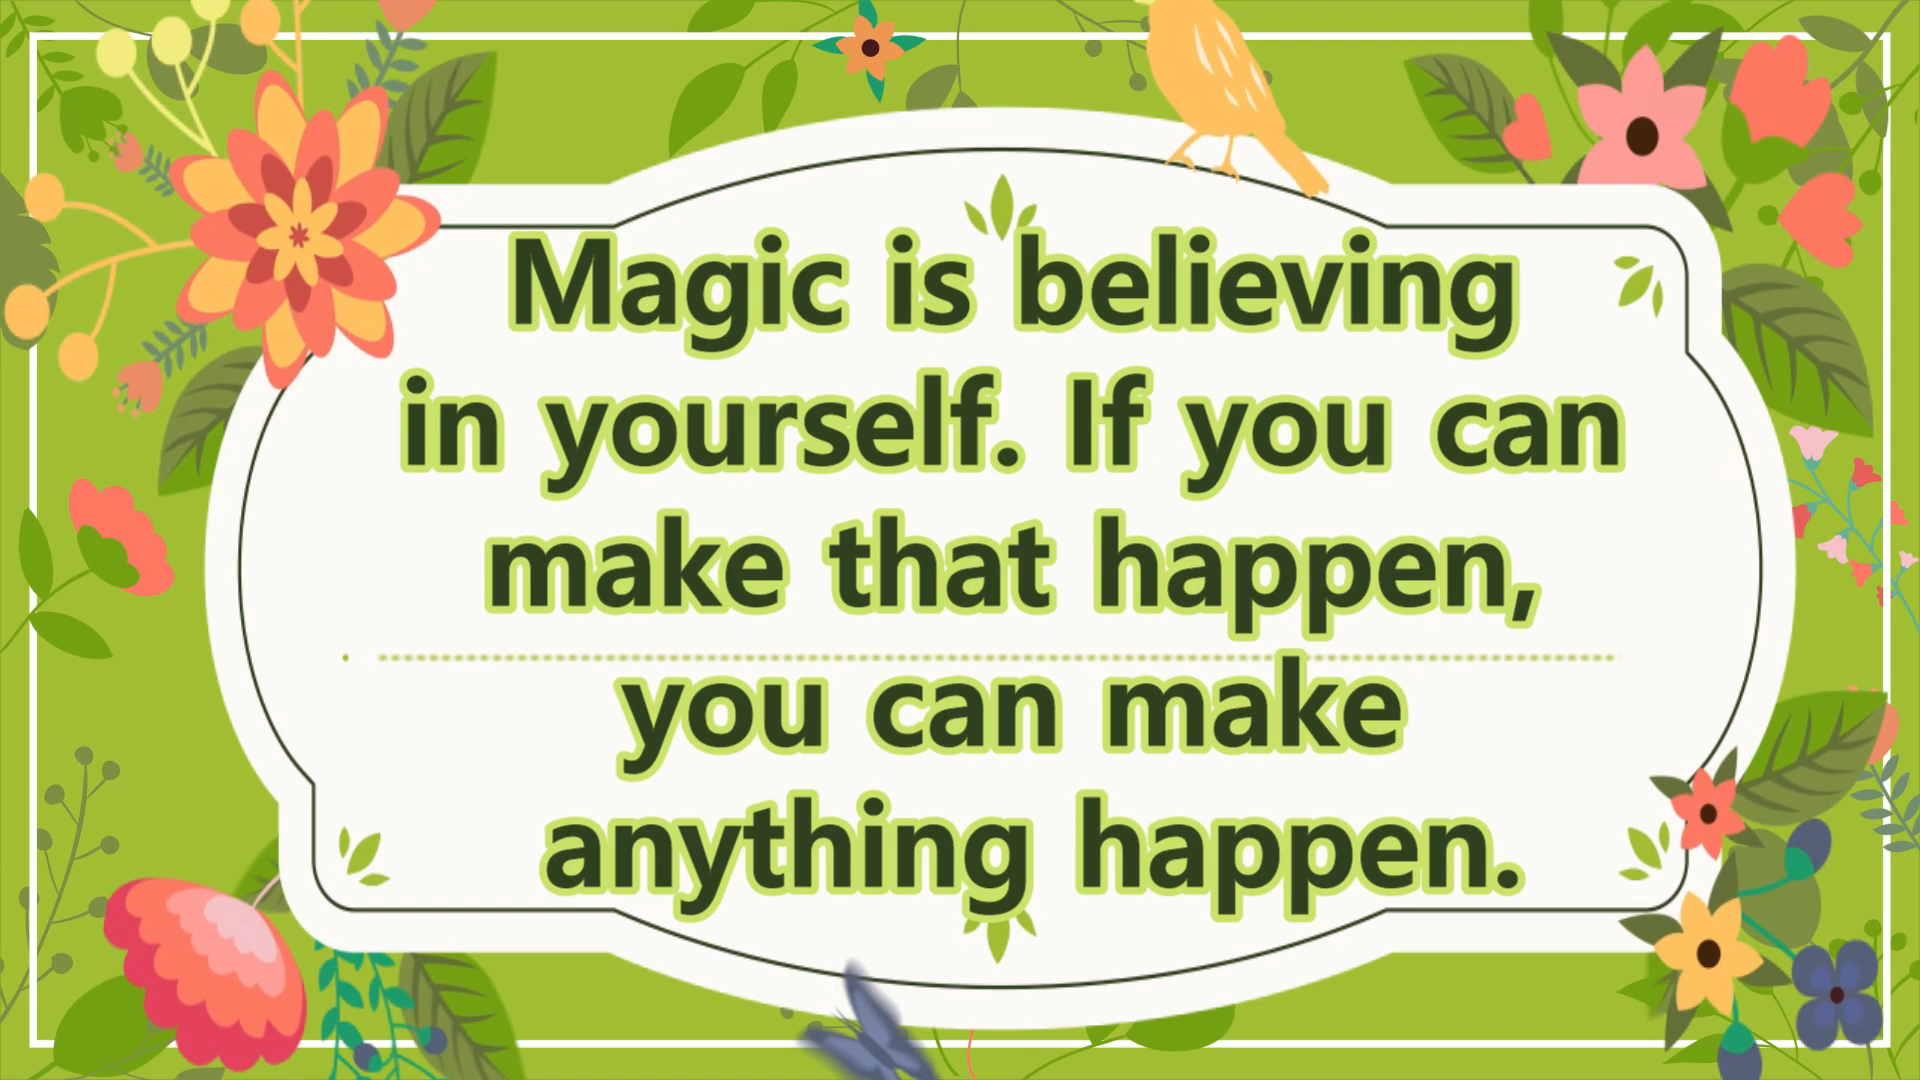 Magic is believing
in yourself. If you can
make that happen,
you can make
anything happen.